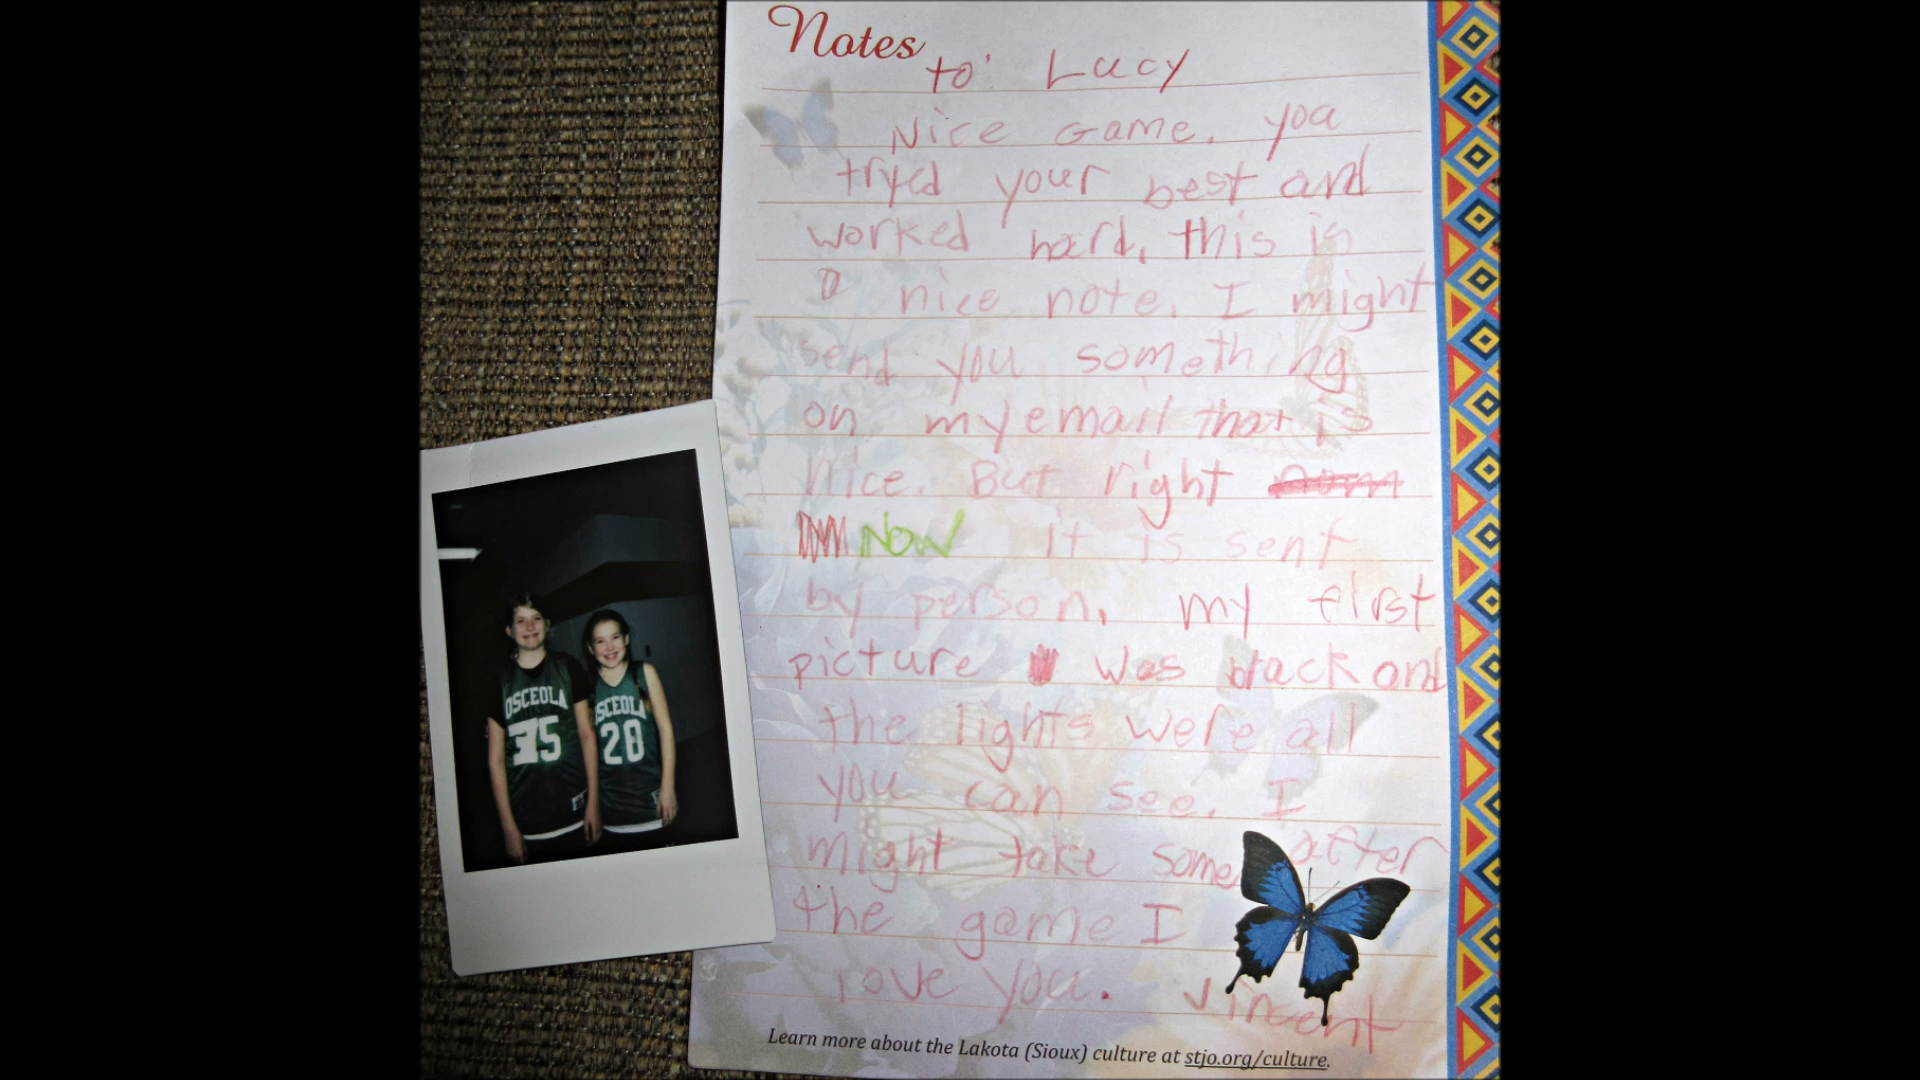 Notes
to' Lucy
Nice Game. you
tryed your best and
worked hard, this is
a nice note. I might
send you something
on my email that is
nice. But right nom
NOW it is sent
by person, my first
picture was black and
the lights were all
you can see. I
might take some after
the game I
love you. Vincent
Learn more about the Lakota (Sioux) culture at stjo.org/culture.
OSCEOLA
35
SCEOLA
20